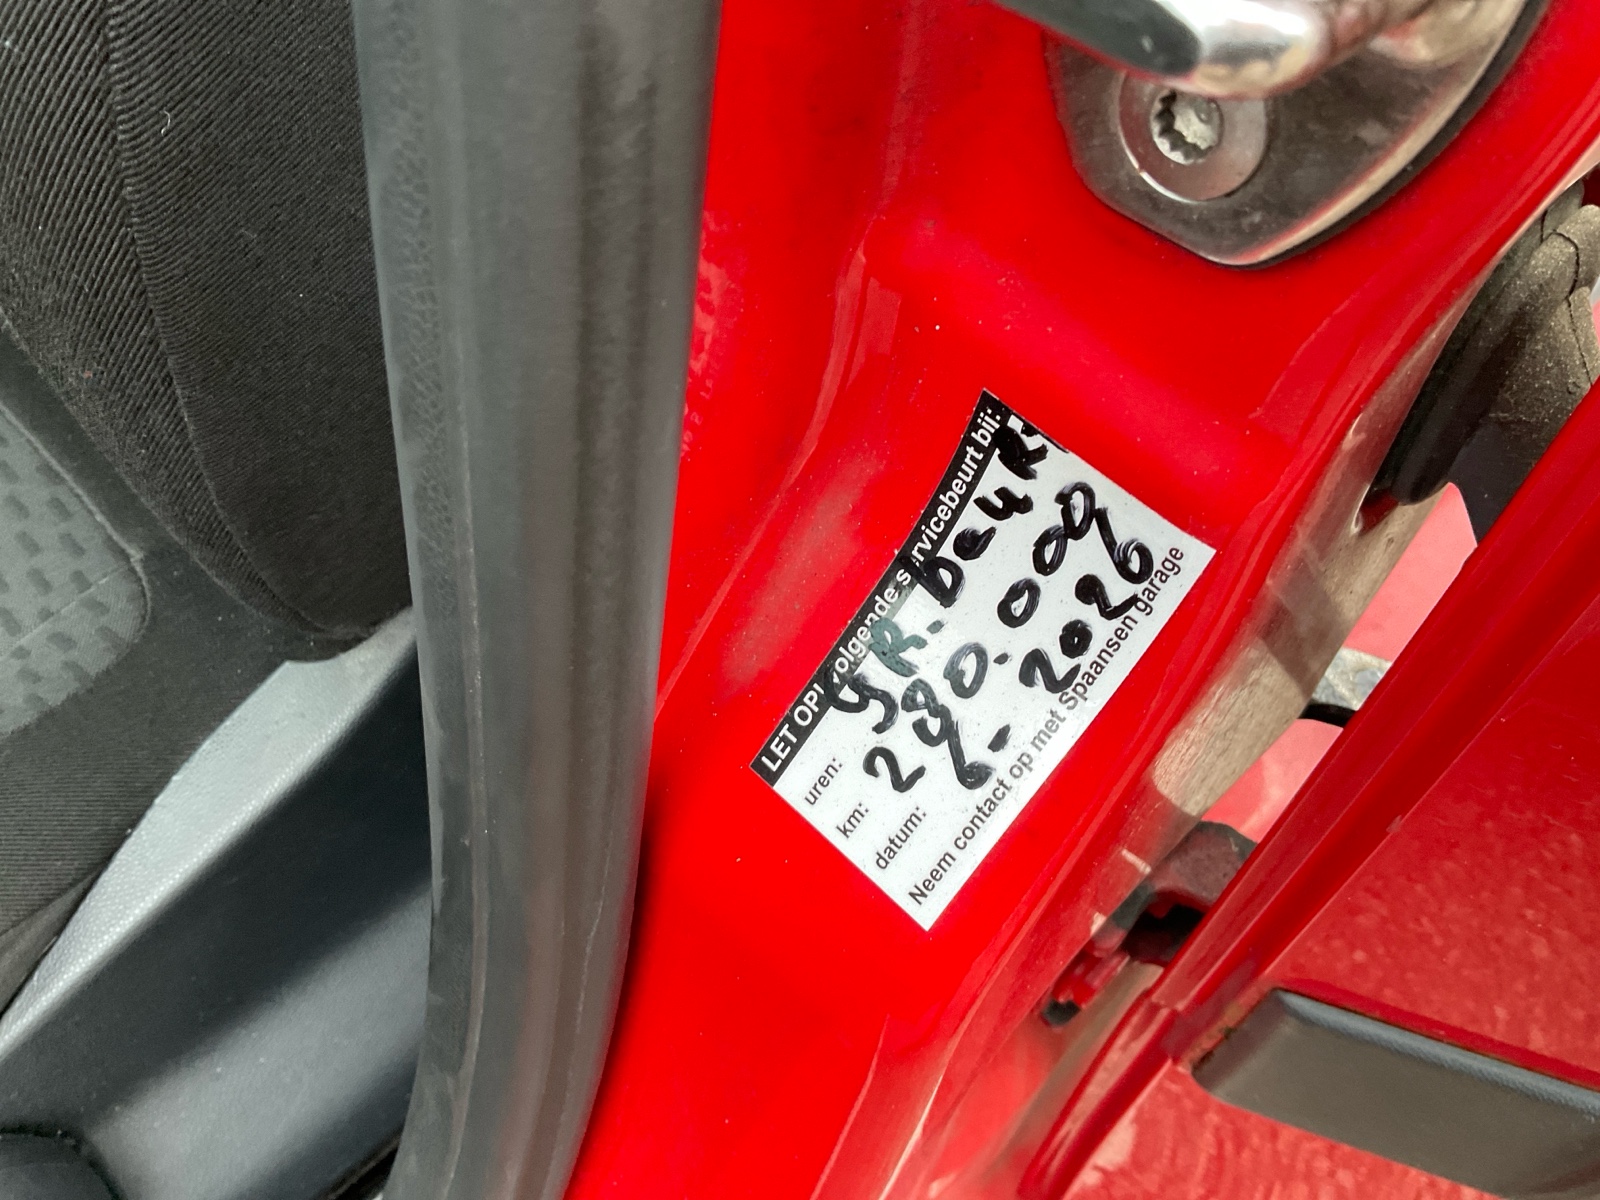 LET OP! volgende servicebeurt bij:
GR. beuR
uren:
km: 290.000
datum: 6-2026
Neem contact op met Spaansen garage